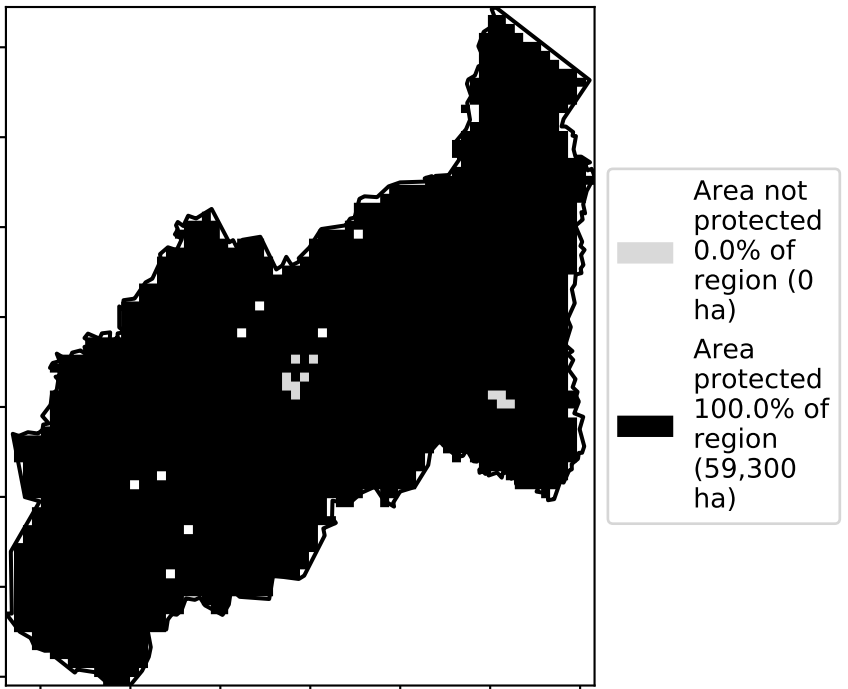 Area not
protected
0.0% of
region (0
ha)
Area
protected
100.0% of
region
(59,300
ha)